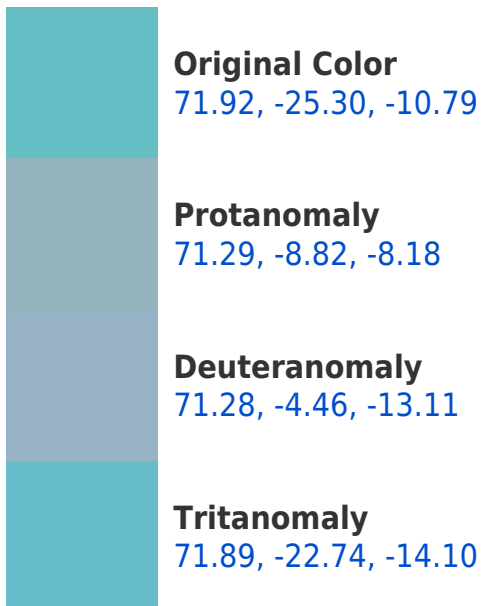 Original Color
71.92, -25.30, -10.79
Protanomaly
71.29, -8.82, -8.18
Deuteranomaly
71.28, -4.46, -13.11
Tritanomaly
71.89, -22.74, -14.10